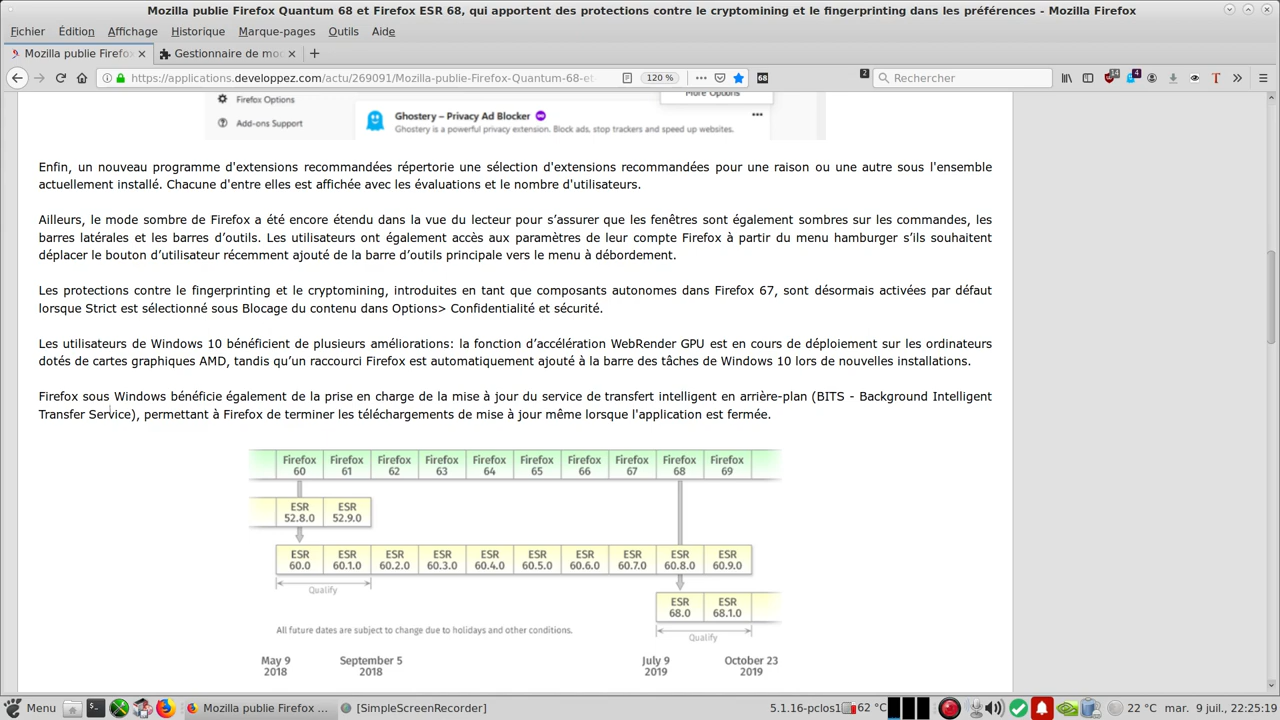 Mozilla publie Firefox Quantum 68 et Firefox ESR 68, qui apportent des protections contre le cryptomining et le fingerprinting dans les préférences - Mozilla Firefox
Fichier Édition Affichage Historique Marque-pages Outils Aide
Mozilla publie Firefo Gestionnaire de mo
https://applications.developpez.com/actu/269091/Mozilla-publie-Firefox-Quantum-68-et- 120 % 68 2 Rechercher 14 4
Firefox Options
More Options
Ghostery – Privacy Ad Blocker
Add-ons Support
Ghostery is a powerful privacy extension. Block ads, stop trackers and speed up websites.
Enfin, un nouveau programme d'extensions recommandées répertorie une sélection d'extensions recommandées pour une raison ou une autre sous l'ensemble
actuellement installé. Chacune d'entre elles est affichée avec les évaluations et le nombre d'utilisateurs.
Ailleurs, le mode sombre de Firefox a été encore étendu dans la vue du lecteur pour s’assurer que les fenêtres sont également sombres sur les commandes, les
barres latérales et les barres d’outils. Les utilisateurs ont également accès aux paramètres de leur compte Firefox à partir du menu hamburger s’ils souhaitent
déplacer le bouton d’utilisateur récemment ajouté de la barre d’outils principale vers le menu à débordement.
Les protections contre le fingerprinting et le cryptomining, introduites en tant que composants autonomes dans Firefox 67, sont désormais activées par défaut
lorsque Strict est sélectionné sous Blocage du contenu dans Options> Confidentialité et sécurité.
Les utilisateurs de Windows 10 bénéficient de plusieurs améliorations: la fonction d’accélération WebRender GPU est en cours de déploiement sur les ordinateurs
dotés de cartes graphiques AMD, tandis qu’un raccourci Firefox est automatiquement ajouté à la barre des tâches de Windows 10 lors de nouvelles installations.
Firefox sous Windows bénéficie également de la prise en charge de la mise à jour du service de transfert intelligent en arrière-plan (BITS - Background Intelligent
Transfer Service), permettant à Firefox de terminer les téléchargements de mise à jour même lorsque l'application est fermée.
Firefox Firefox Firefox Firefox Firefox Firefox Firefox Firefox Firefox Firefox
60 61 62 63 64 65 66 67 68 69
ESR ESR
52.8.0 52.9.0
ESR ESR ESR ESR ESR ESR ESR ESR ESR ESR
60.0 60.1.0 60.2.0 60.3.0 60.4.0 60.5.0 60.6.0 60.7.0 60.8.0 60.9.0
Qualify
ESR ESR
68.0 68.1.0
All future dates are subject to change due to holidays and other conditions.
Qualify
May 9 September 5 July 9 October 23
2018 2018 2019 2019
Menu Mozilla publie Firefox ... [SimpleScreenRecorder] 5.1.16-pclos1 62 °C 22 °C mar. 9 juil., 22:25:19